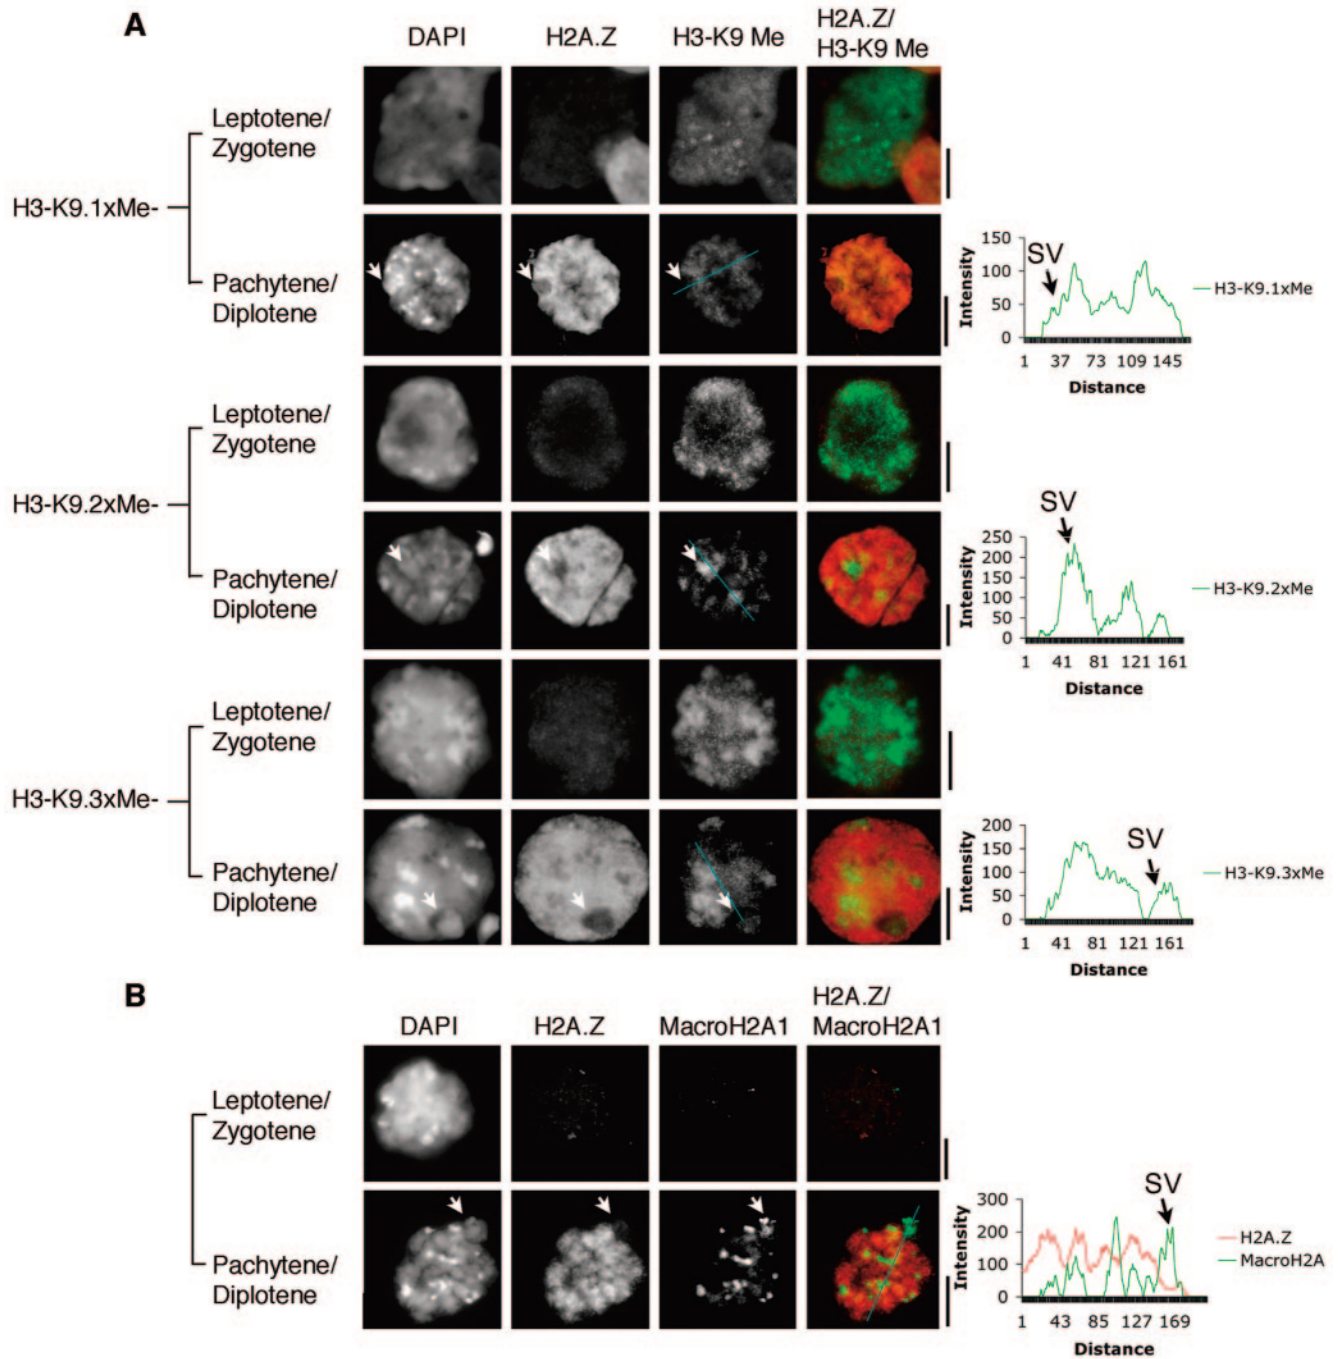 A
DAPI
H2A.Z
H3-K9 Me
H2A.Z/
H3-K9 Me
Leptotene/
Zygotene
H3-K9.1xMe-
Pachytene/
Diplotene
SV
Intensity
150
100
50
0
1 37 73 109 145
Distance
H3-K9.1xMe
Leptotene/
Zygotene
H3-K9.2xMe-
Pachytene/
Diplotene
SV
Intensity
250
200
150
100
50
0
1 41 81 121 161
Distance
H3-K9.2xMe
Leptotene/
Zygotene
H3-K9.3xMe-
Pachytene/
Diplotene
SV
Intensity
200
150
100
50
0
1 41 81 121 161
Distance
H3-K9.3xMe
B
DAPI
H2A.Z
MacroH2A1
H2A.Z/
MacroH2A1
Leptotene/
Zygotene
Pachytene/
Diplotene
SV
Intensity
300
200
100
0
1 43 85 127 169
Distance
H2A.Z
MacroH2A